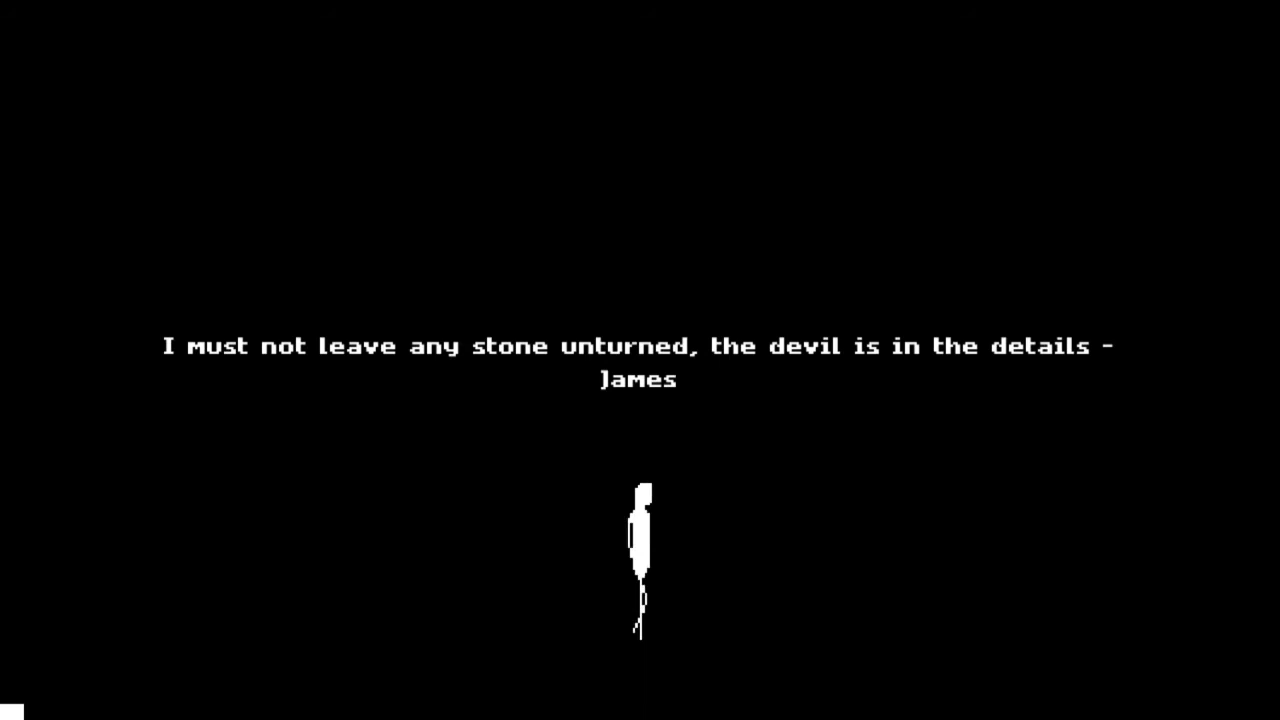 I must not leave any stone unturned, the devil is in the details -
James